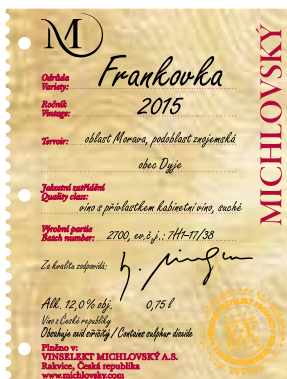 M
Odrůda
Variety: Frankovka
Ročník
Vintage: 2015
Terroir: oblast Morava, podoblast znojemská
obec Dyje
Jakostní zatřídění
Quality class:
víno s přívlastkem kabinetní víno, suché
Výrobní partie
Batch number: 2700, ev.č.j.: 7H1-17/38
Za kvalitu zodpovídá:
Alk. 12,0% obj. 0,75 l
Víno z České republiky
Obsahuje oxid siřičitý / Contains sulphur dioxide
Plněno v:
VINSELEKT MICHLOVSKÝ A.S.
Rakvice, Česká republika
www.michlovsky.com
MICHLOVSKÝ